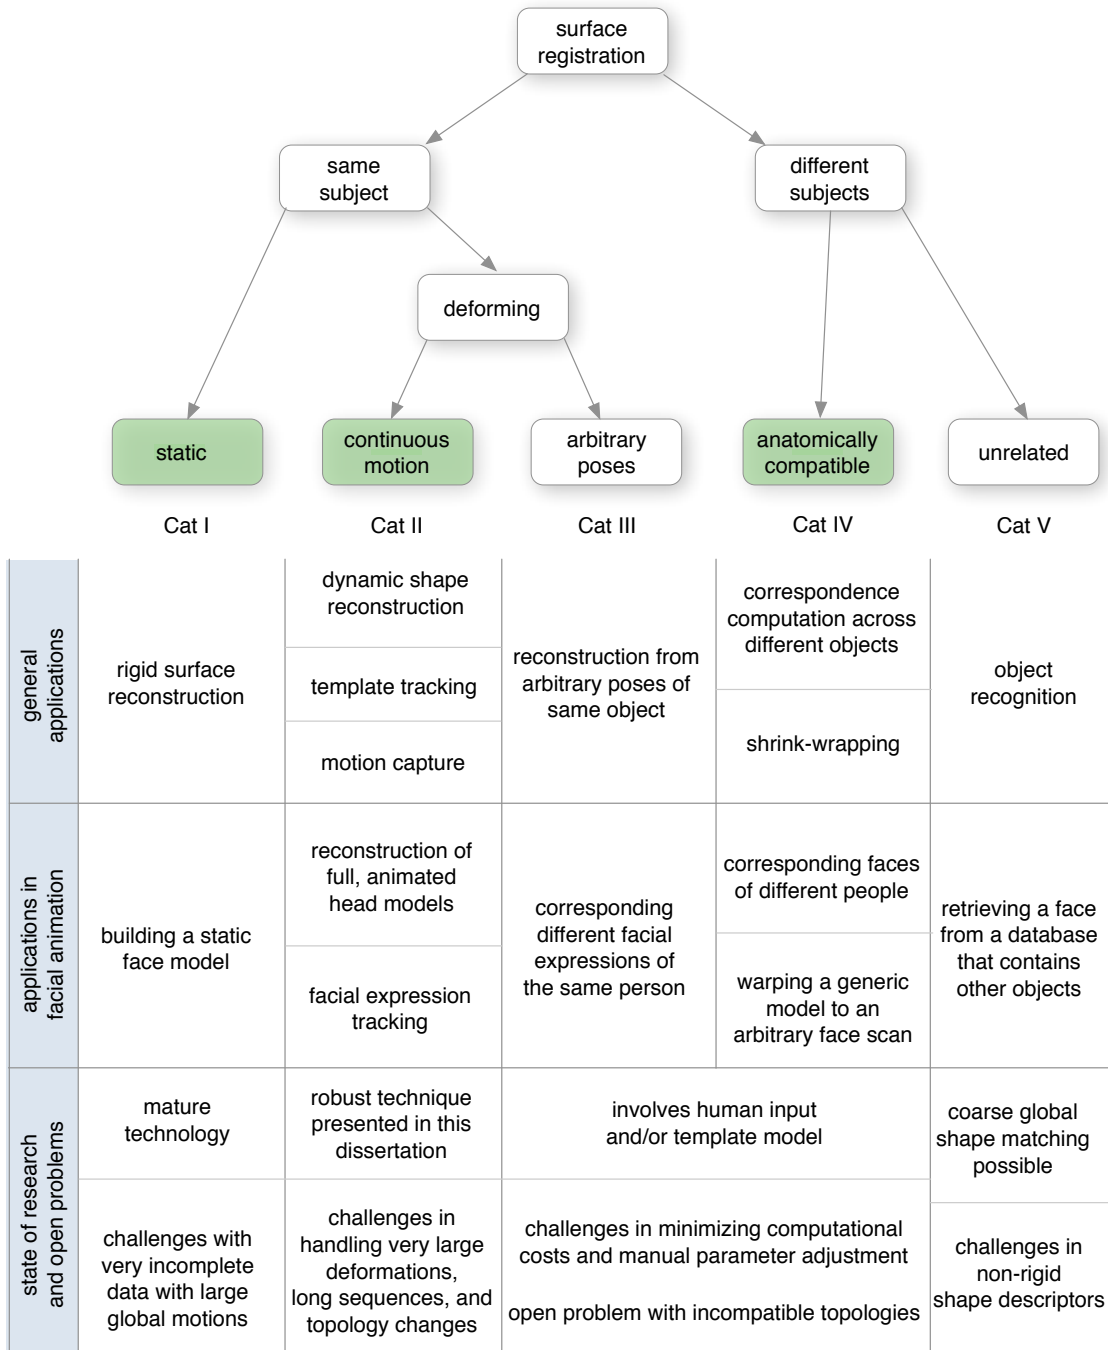 surface
registration
same
subject
different
subjects
deforming
static
continuous
motion
arbitrary
poses
anatomically
compatible
unrelated
Cat I
Cat II
Cat III
Cat IV
Cat V
general
applications
rigid surface
reconstruction
dynamic shape
reconstruction
template tracking
motion capture
reconstruction from
arbitrary poses of
same object
correspondence
computation across
different objects
shrink-wrapping
object
recognition
applications in
facial animation
building a static
face model
reconstruction of
full, animated
head models
facial expression
tracking
corresponding
different facial
expressions of
the same person
corresponding faces
of different people
warping a generic
model to an
arbitrary face scan
retrieving a face
from a database
that contains
other objects
state of research
and open problems
mature
technology
challenges with
very incomplete
data with large
global motions
robust technique
presented in this
dissertation
challenges in
handling very large
deformations,
long sequences, and
topology changes
involves human input
and/or template model
challenges in minimizing computational
costs and manual parameter adjustment
open problem with incompatible topologies
coarse global
shape matching
possible
challenges in
non-rigid
shape descriptors